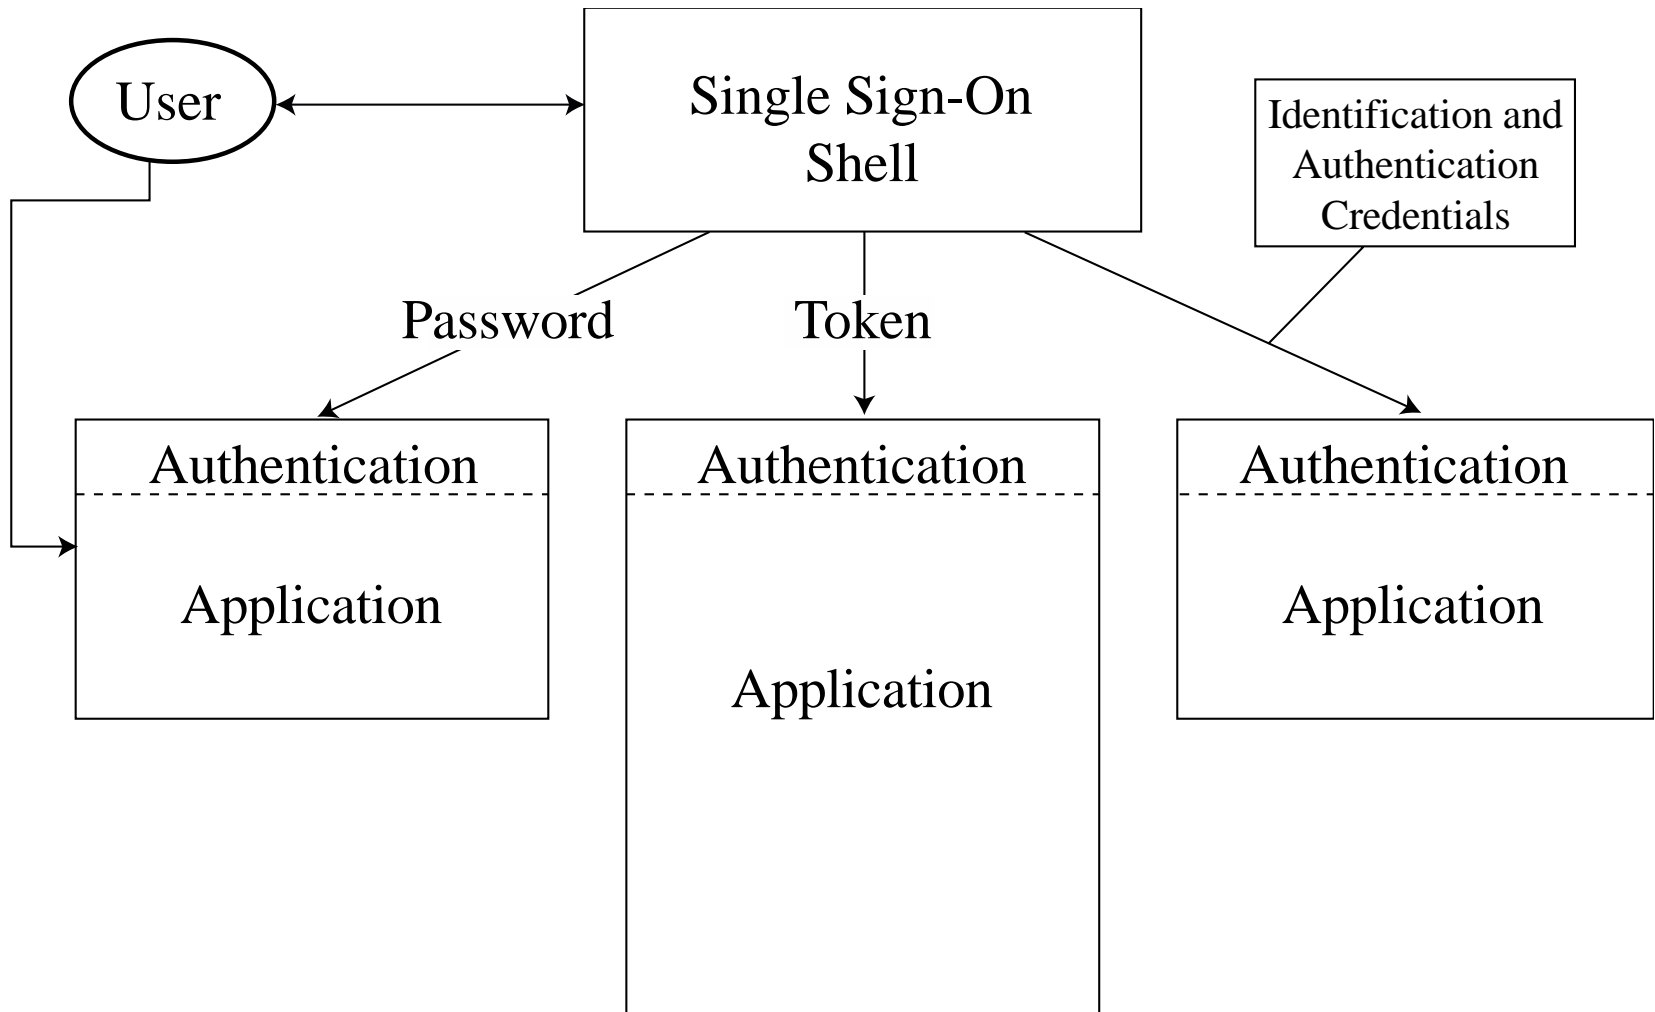 User
Single Sign-On
Shell
Identification and
Authentication
Credentials
Password
Token
Authentication
Authentication
Authentication
Application
Application
Application